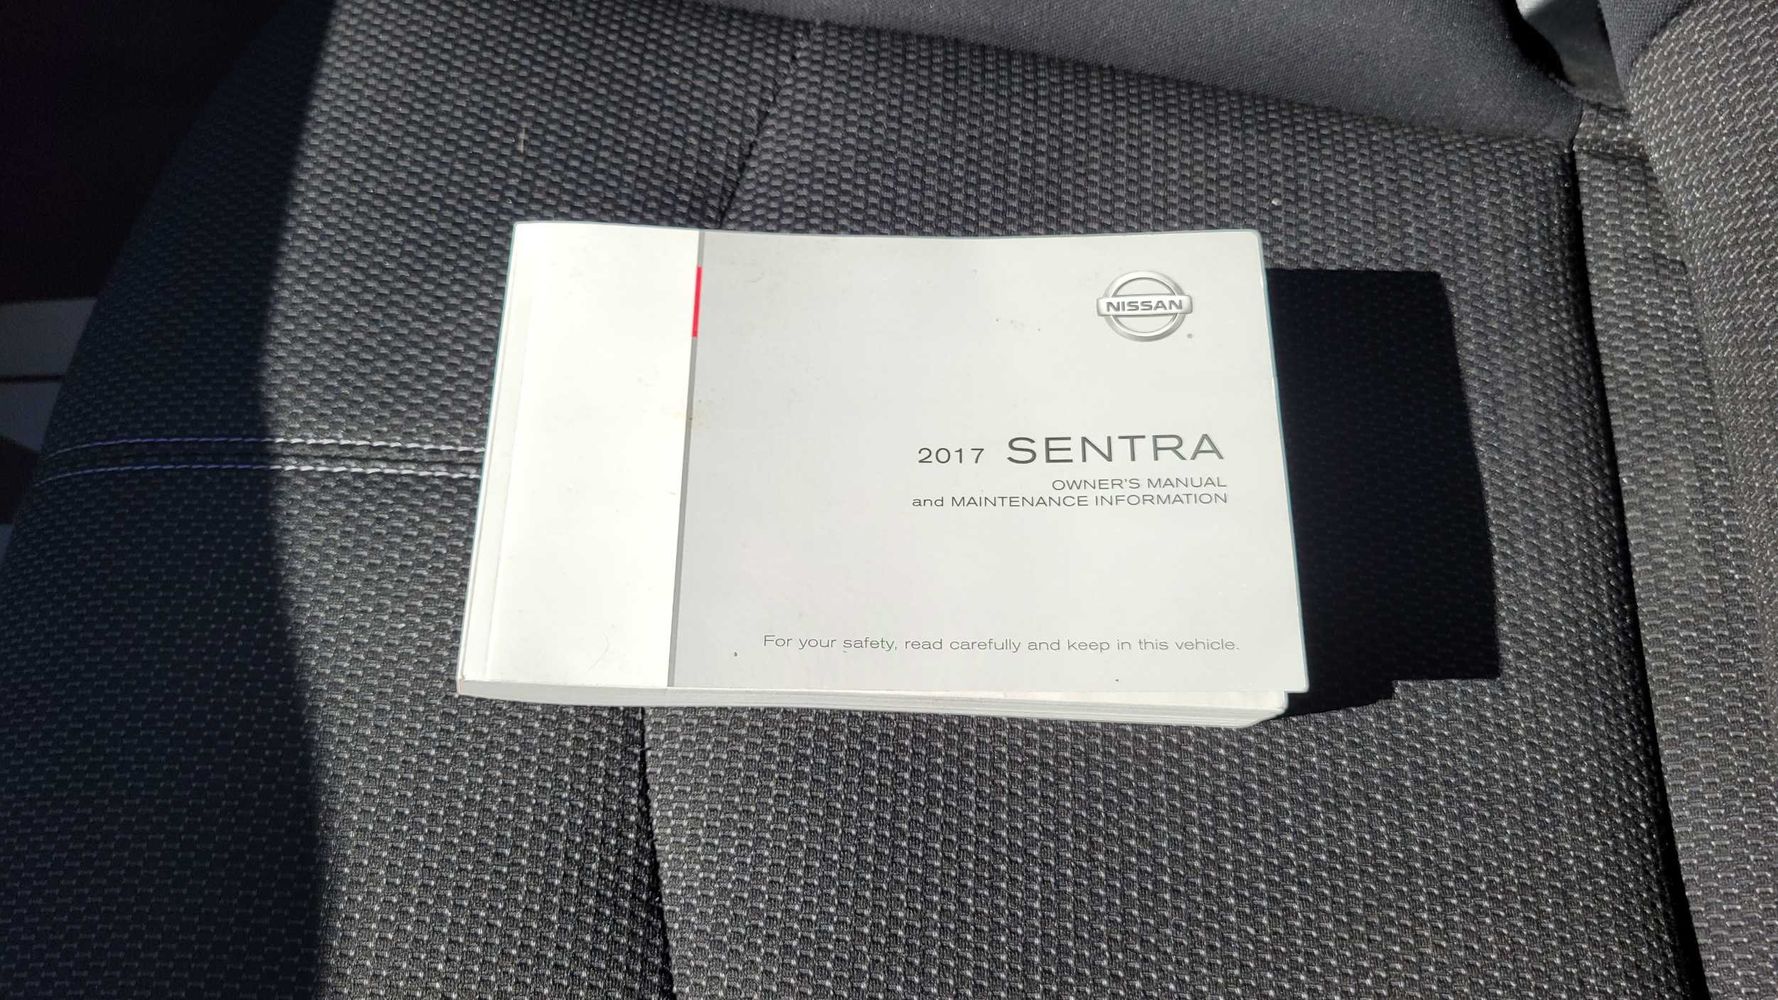 NISSAN
2017 SENTRA
OWNER'S MANUAL
and MAINTENANCE INFORMATION
For your safety, read carefully and keep in this vehicle.